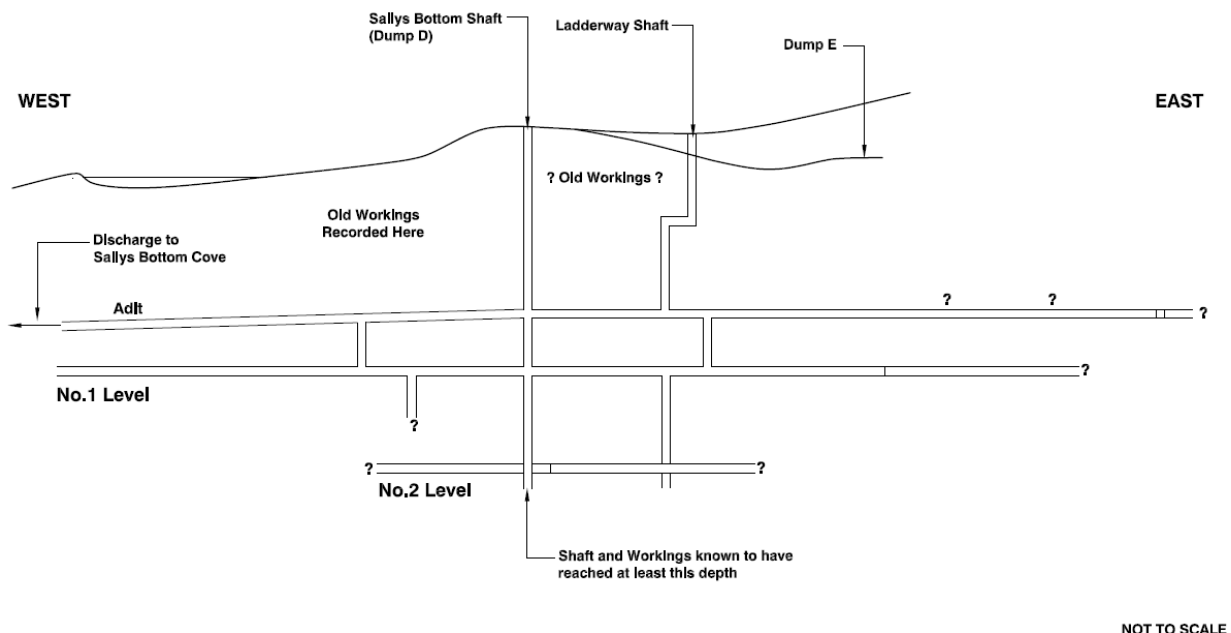 Sallys Bottom Shaft
(Dump D)
Ladderway Shaft
Dump E
WEST
EAST
? Old Workings ?
Old Workings
Recorded Here
Discharge to
Sallys Bottom Cove
Adit
?
?
?
No.1 Level
?
?
?
?
No.2 Level
Shaft and Workings known to have
reached at least this depth
NOT TO SCALE